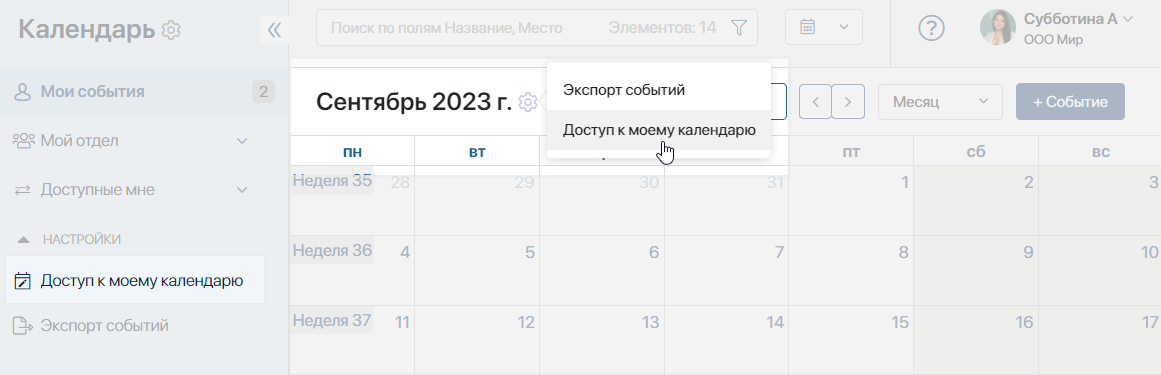 Календарь
Поиск по полям Название, Место
Элементов: 14
Субботина А
ООО Мир
Мои события
2
Мой отдел
Доступные мне
НАСТРОЙКИ
Доступ к моему календарю
Экспорт событий
Сентябрь 2023 г.
Экспорт событий
Доступ к моему календарю
Месяц
+ Событие
пн вт пт сб вс
Неделя 35 28 29 30 31 1 2 3
Неделя 36 4 5 6 7 8 9 10
Неделя 37 11 12 13 14 15 16 17